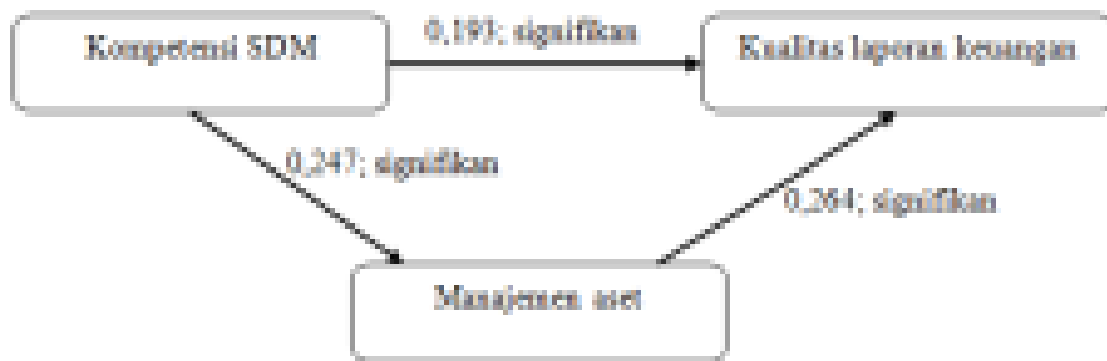 Kompetensi SDM
0,193; signifikan
Kualitas laporan keuangan
0,247; signifikan
0,264; signifikan
Manajemen aset